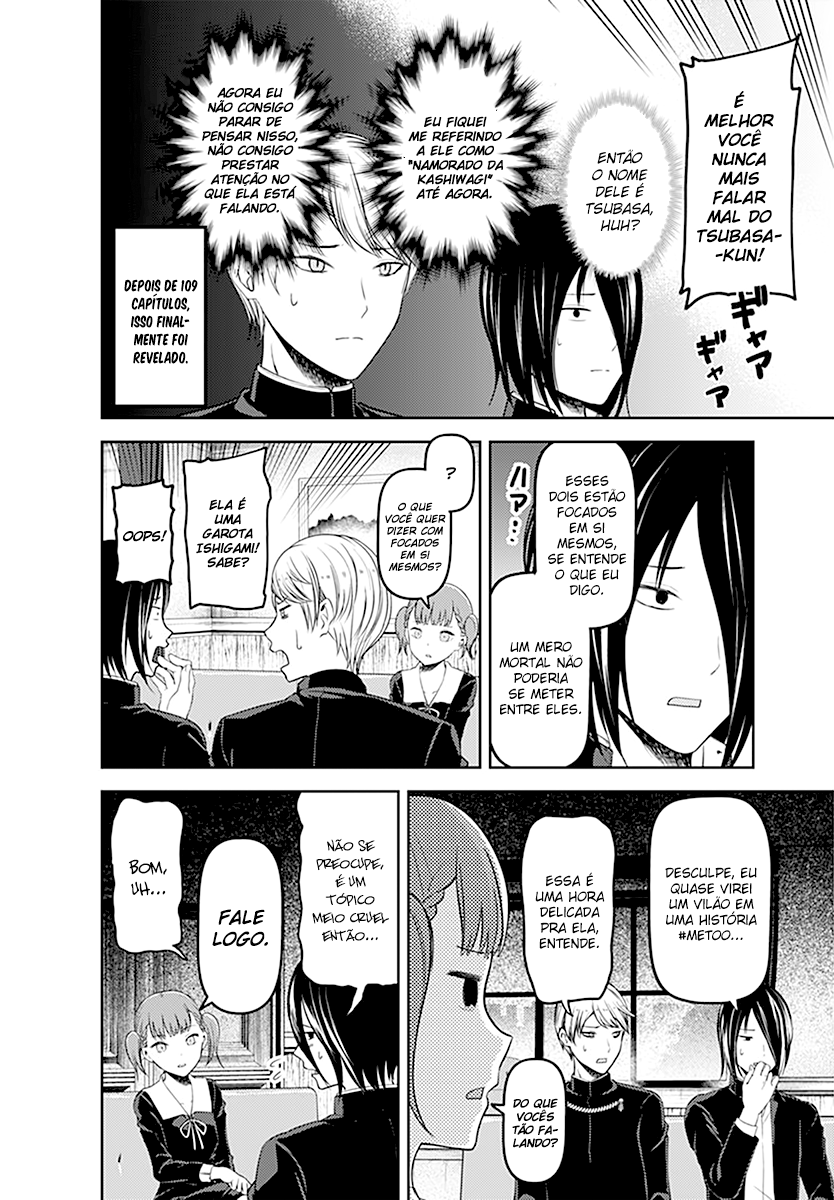 É
MELHOR
VOCÊ
NUNCA
MAIS
FALAR
MAL DO
TSUBASA-
-KUN!
ギャァ
ギャァ
ENTÃO
O NOME
DELE É
TSUBASA,
HUH?
EU FIQUEI
ME REFERINDO
A ELE COMO
"NAMORADO DA
KASHIWAGI"
ATÉ AGORA.
AGORA EU
NÃO CONSIGO
PARAR DE
PENSAR NISSO,
NÃO CONSIGO
PRESTAR
ATENÇÃO NO
QUE ELA ESTÁ
FALANDO.
DEPOIS DE 109
CAPÍTULOS,
ISSO FINAL-
MENTE FOI
REVELADO.
ESSES
DOIS ESTÃO
FOCADOS
EM SI
MESMOS,
SE ENTENDE
O QUE EU
DIGO.
ハァ…
UM MERO
MORTAL NÃO
PODERIA
SE METER
ENTRE ELES.
?
O QUE
VOCÊ QUER
DIZER COM
FOCADOS
EM SI
MESMOS?
ELA É
UMA
GAROTA
ISHIGAMI!
SABE?
OOPS!
DESCULPE, EU
QUASE VIREI
UM VILÃO EM
UMA HISTÓRIA
#METOO...
ESSA É
UMA HORA
DELICADA
PRA ELA,
ENTENDE.
DO QUE
VOCÊS
TÃO FA-
LANDO?
NÃO SE
PREOCUPE,
É UM
TÓPICO
MEIO CRUEL
ENTÃO...
FALE
LOGO.
BOM,
UH...